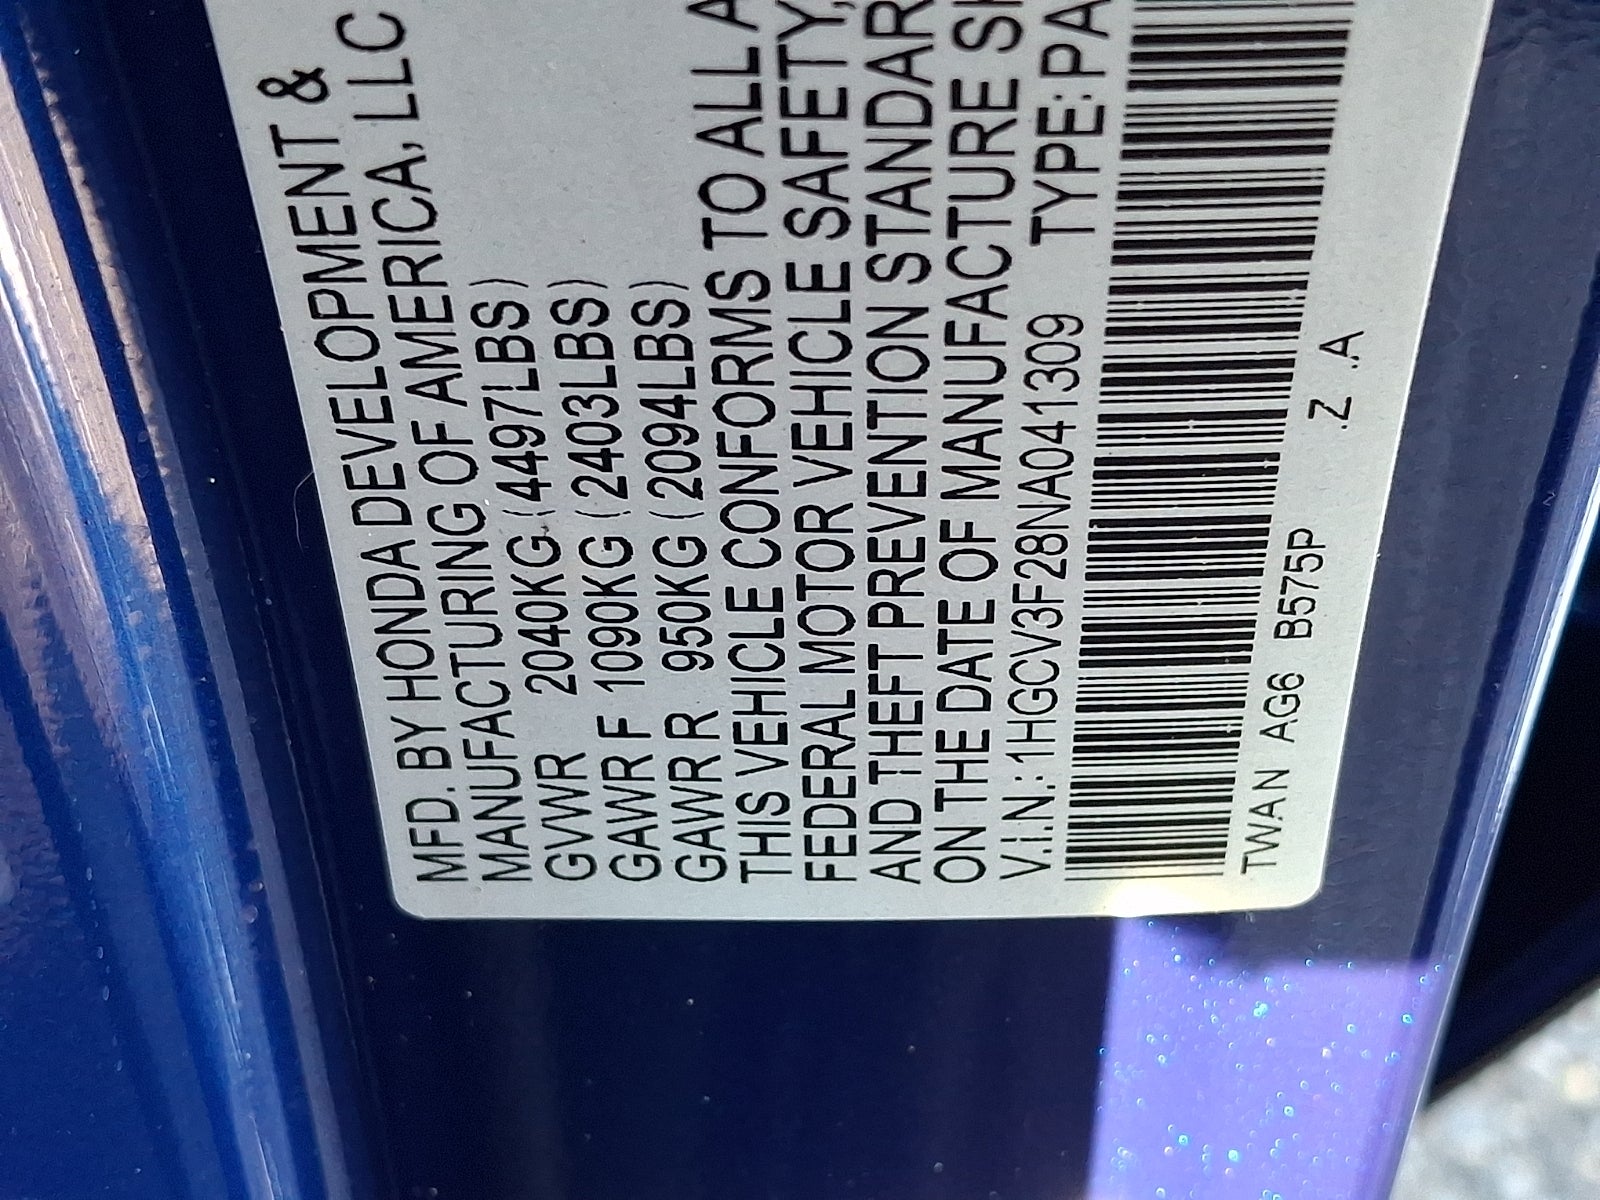 MFD. BY HONDA DEVELOPMENT &
MANUFACTURING OF AMERICA, LLC
GVWR 2040KG (4497LBS)
GAWR F 1090KG (2403LBS)
GAWR R 950KG (2094LBS)
THIS VEHICLE CONFORMS TO ALL A
FEDERAL MOTOR VEHICLE SAFETY,
AND THEFT PREVENTION STANDAR
ON THE DATE OF MANUFACTURE SH
V.I.N.:1HGCV3F28NA041309 TYPE:PA
TWAN AG6 B575P .Z .A